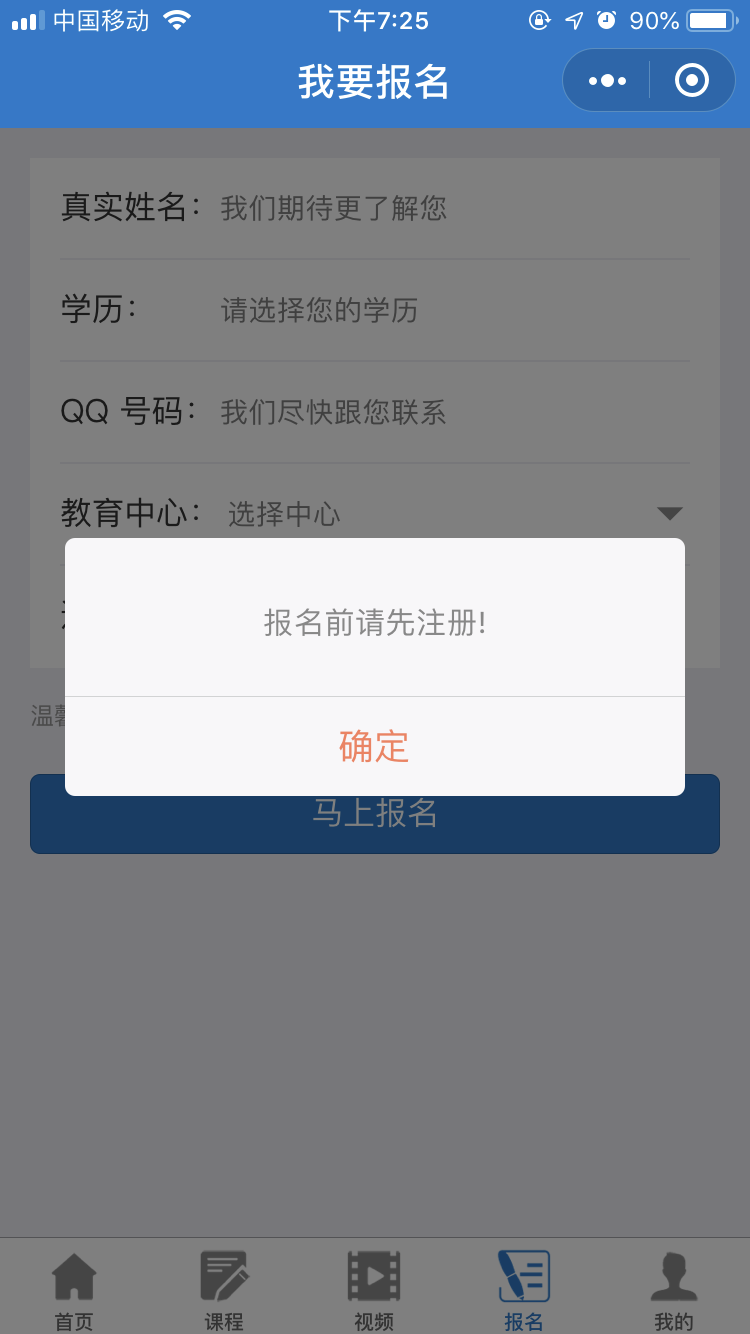 中国移动 下午7:25 90%
我要报名
真实姓名： 我们期待更了解您
学历： 请选择您的学历
QQ 号码： 我们尽快跟您联系
教育中心： 选择中心
报名前请先注册!
温
确定
马上报名
首页 课程 视频 报名 我的